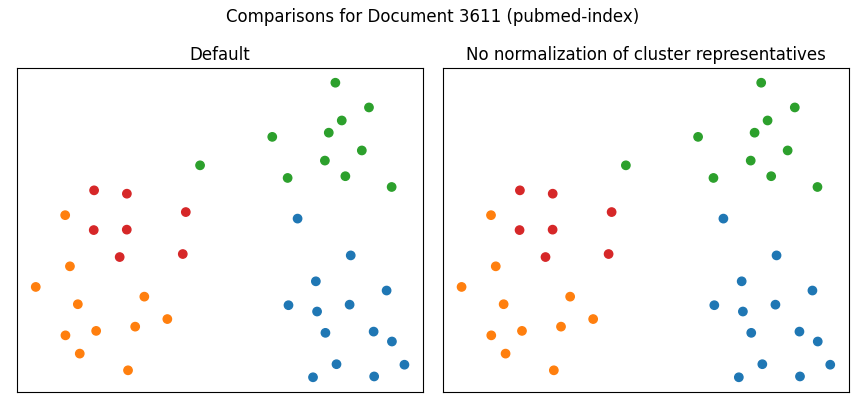 Comparisons for Document 3611 (pubmed-index)
Default
No normalization of cluster representatives